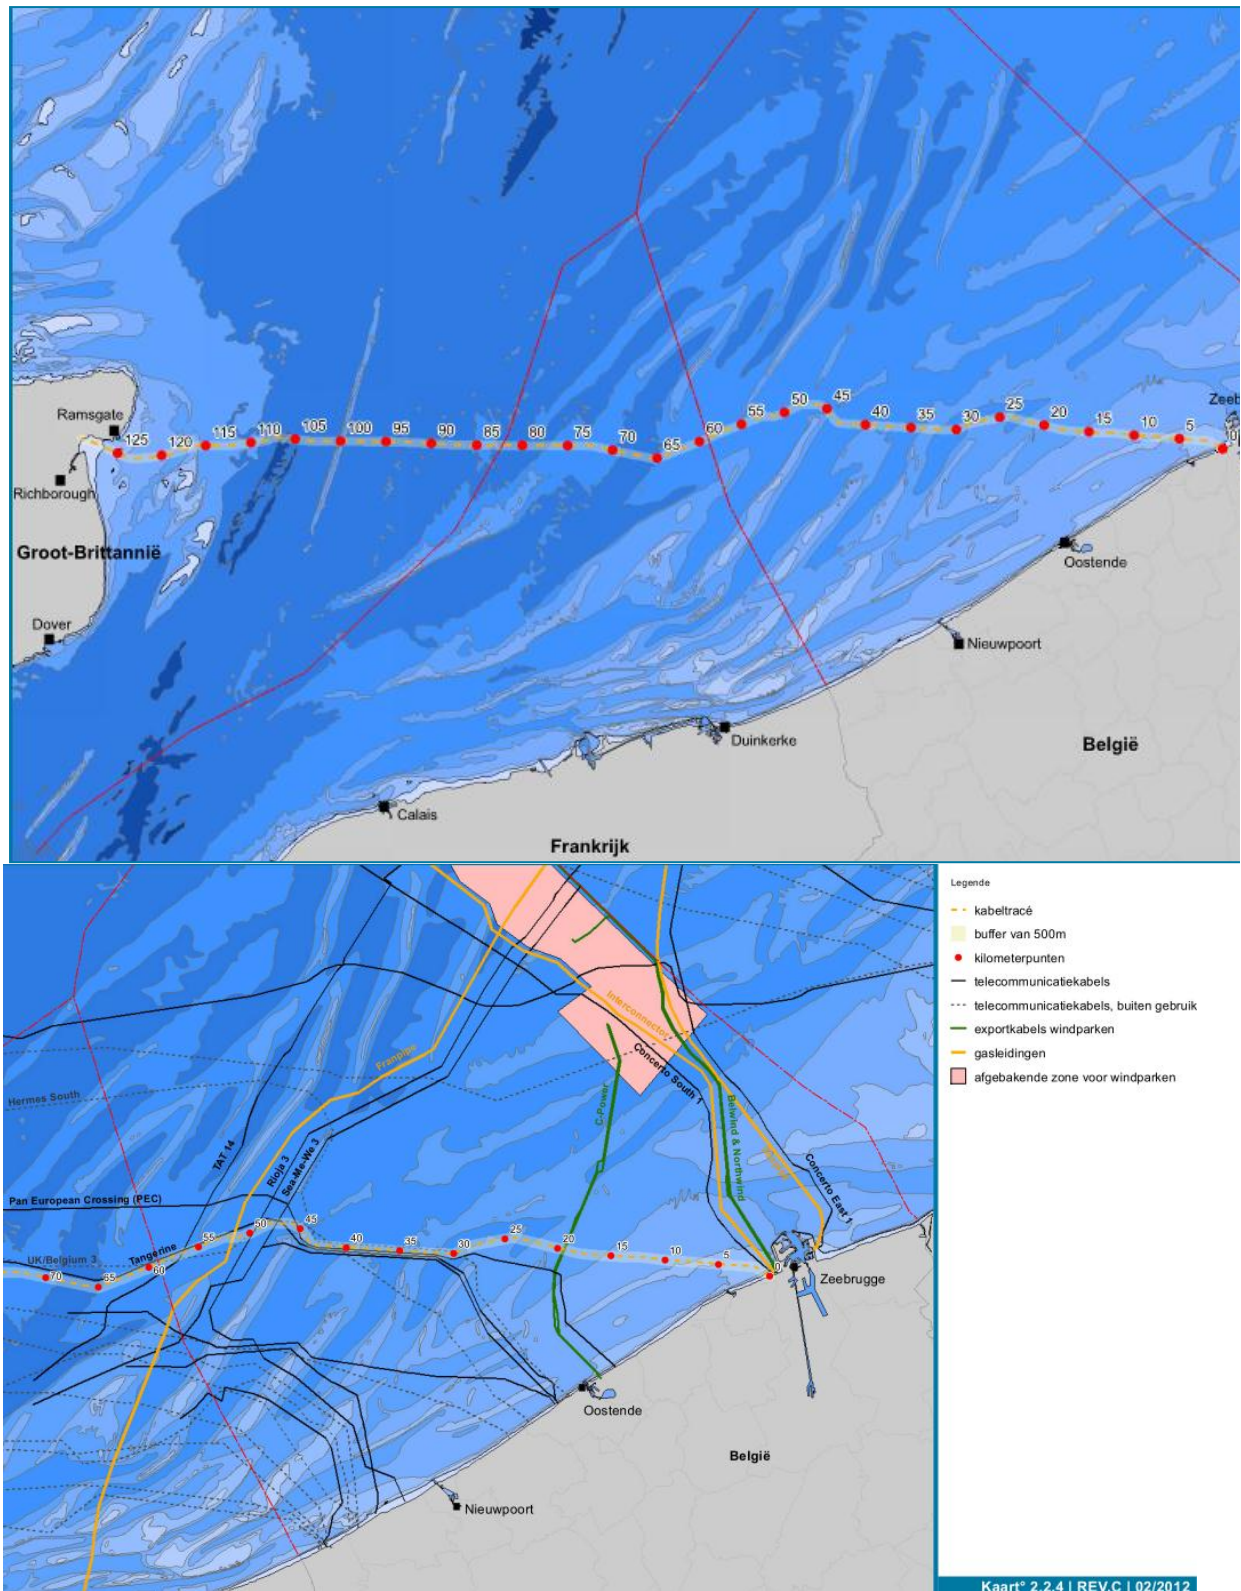 Ramsgate
Richborough
Groot-Brittannië
Dover
125
120
115
110
105
100
95
90
85
80
75
70
65
60
55
50
45
40
35
30
25
20
15
10
5
0
Zeeb
Oostende
Nieuwpoort
Duinkerke
België
Calais
Frankrijk
Interconnector
Franpipe
Concerto South 1
Hermes South
C-Power
Belwind & Northwind
TAT 14
Rioja 3
Sea-Me-We 3
Concerto East 1
Pan European Crossing (PEC)
UK/Belgium 3
Tangerine
70
65
60
55
50
45
40
35
30
25
20
15
10
5
0
Zeebrugge
Oostende
België
Nieuwpoort
Legende
kabeltracé
buffer van 500m
kilometerpunten
telecommunicatiekabels
telecommunicatiekabels, buiten gebruik
exportkabels windparken
gasleidingen
afgebakende zone voor windparken
Kaart° 2.2.4 | REV.C | 02/2012